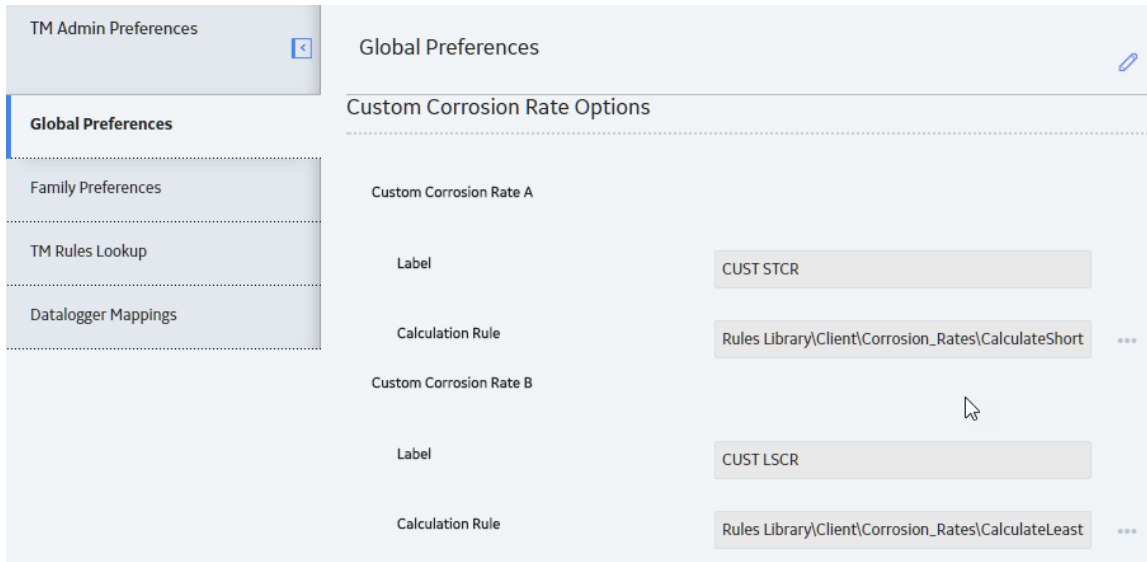 TM Admin Preferences
Global Preferences
Family Preferences
TM Rules Lookup
Datalogger Mappings
Global Preferences
Custom Corrosion Rate Options
Custom Corrosion Rate A
Label
CUST STCR
Calculation Rule
Rules Library\Client\Corrosion_Rates\CalculateShort
Custom Corrosion Rate B
Label
CUST LSCR
Calculation Rule
Rules Library\Client\Corrosion_Rates\CalculateLeast